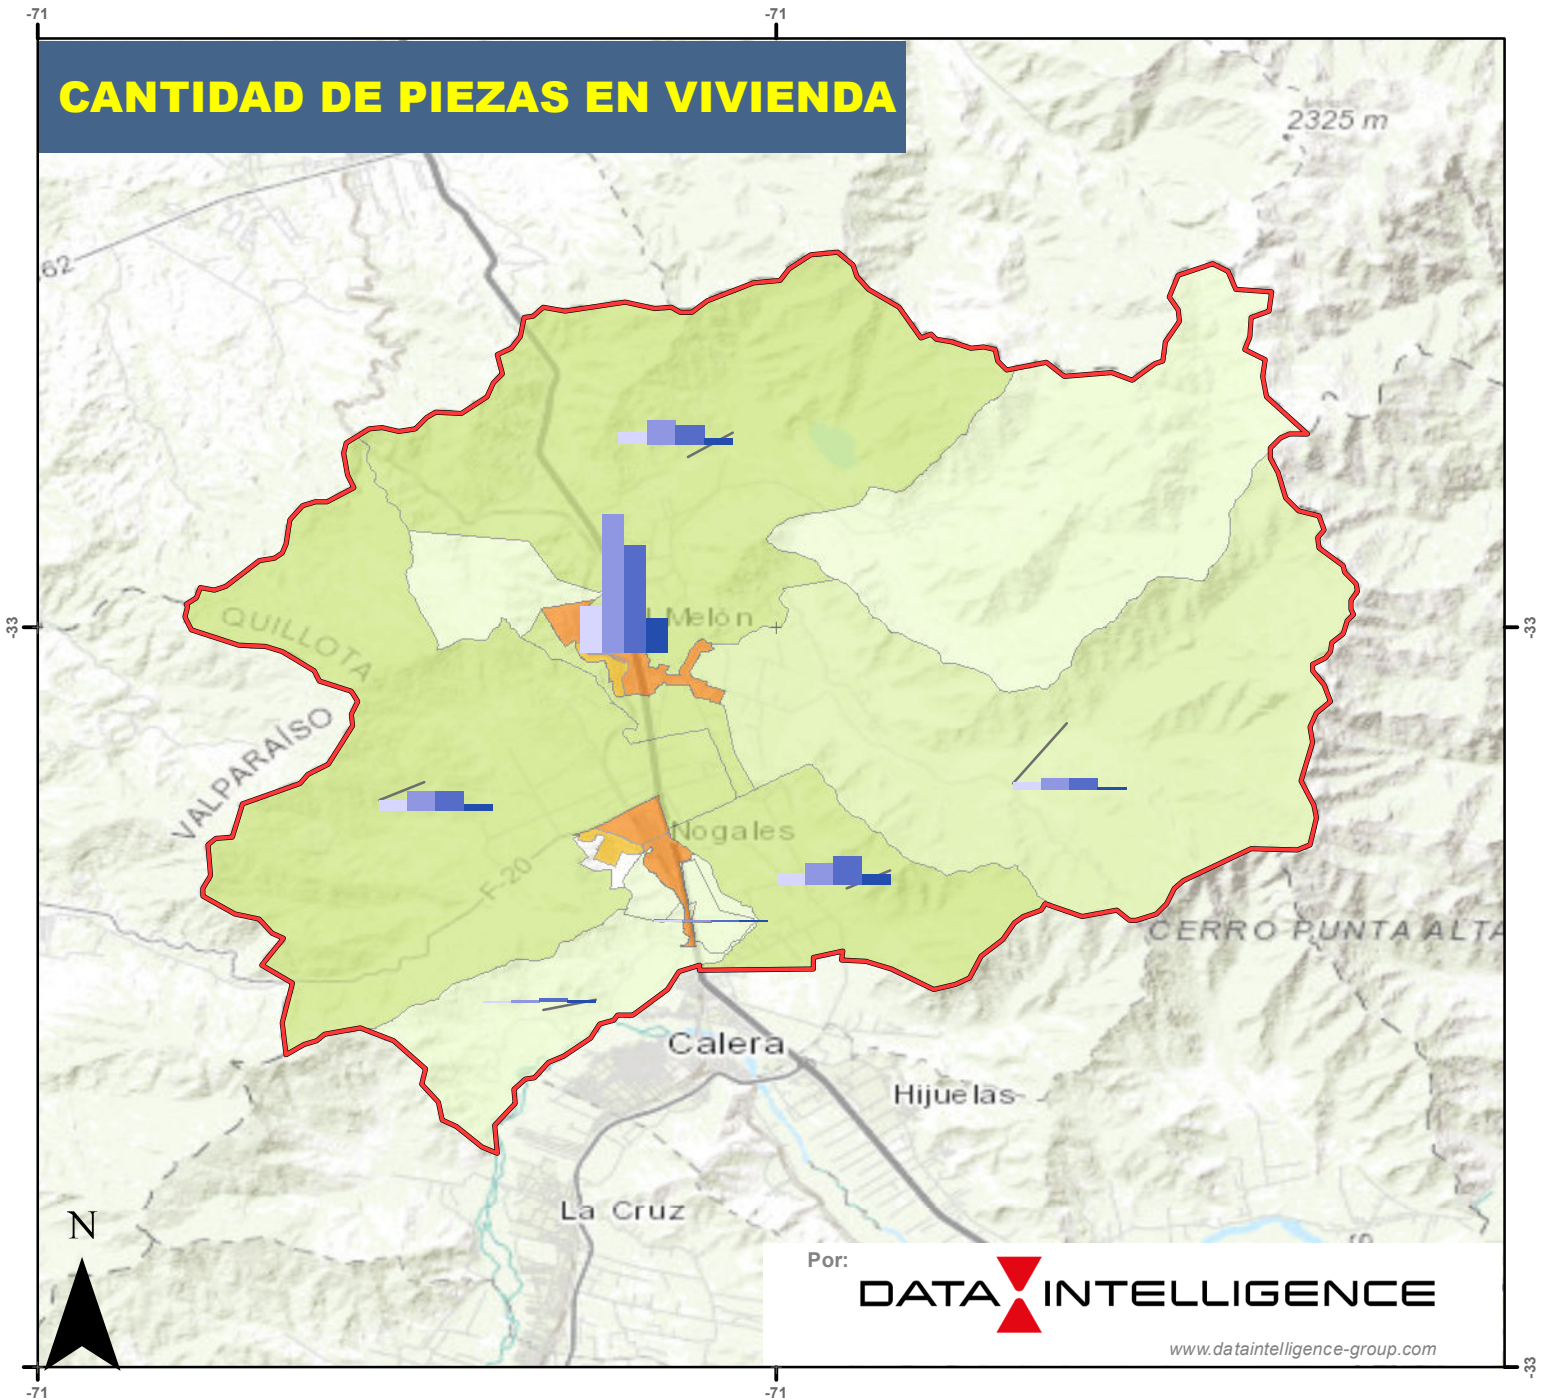 -71
-71
CANTIDAD DE PIEZAS EN VIVIENDA
2325 m
62
l Melón
-33
-33
QUILLOTA
VALPARAÍSO
Nogales
F-20
CERRO PUNTA ALTA
Calera
Hijuelas
La Cruz
N
Por:
DATA INTELLIGENCE
www.dataintelligence-group.com
-33
-71
-71